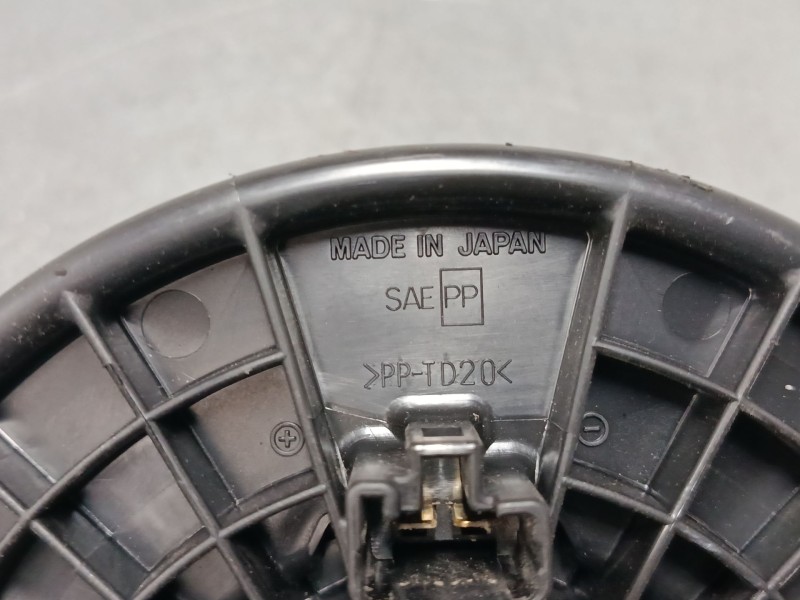 MADE IN JAPAN
SAE PP
>PP-TD20<
+ −